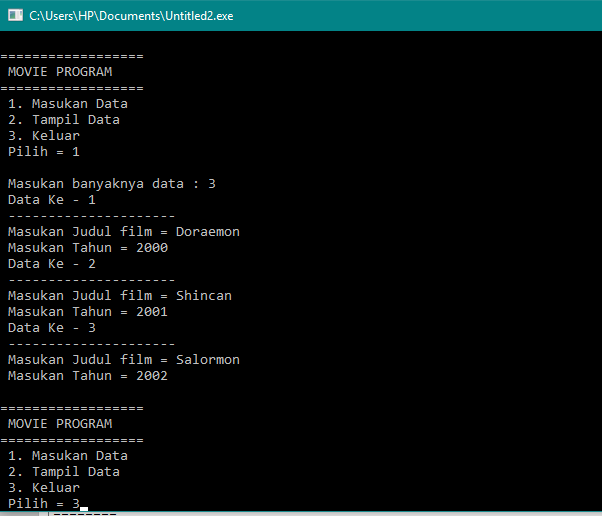 C:\Users\HP\Documents\Untitled2.exe
==================
MOVIE PROGRAM
==================
1. Masukan Data
2. Tampil Data
3. Keluar
Pilih = 1
Masukan banyaknya data : 3
Data Ke - 1
---------------------
Masukan Judul film = Doraemon
Masukan Tahun = 2000
Data Ke - 2
---------------------
Masukan Judul film = Shincan
Masukan Tahun = 2001
Data Ke - 3
---------------------
Masukan Judul film = Salormon
Masukan Tahun = 2002
==================
MOVIE PROGRAM
==================
1. Masukan Data
2. Tampil Data
3. Keluar
Pilih = 3